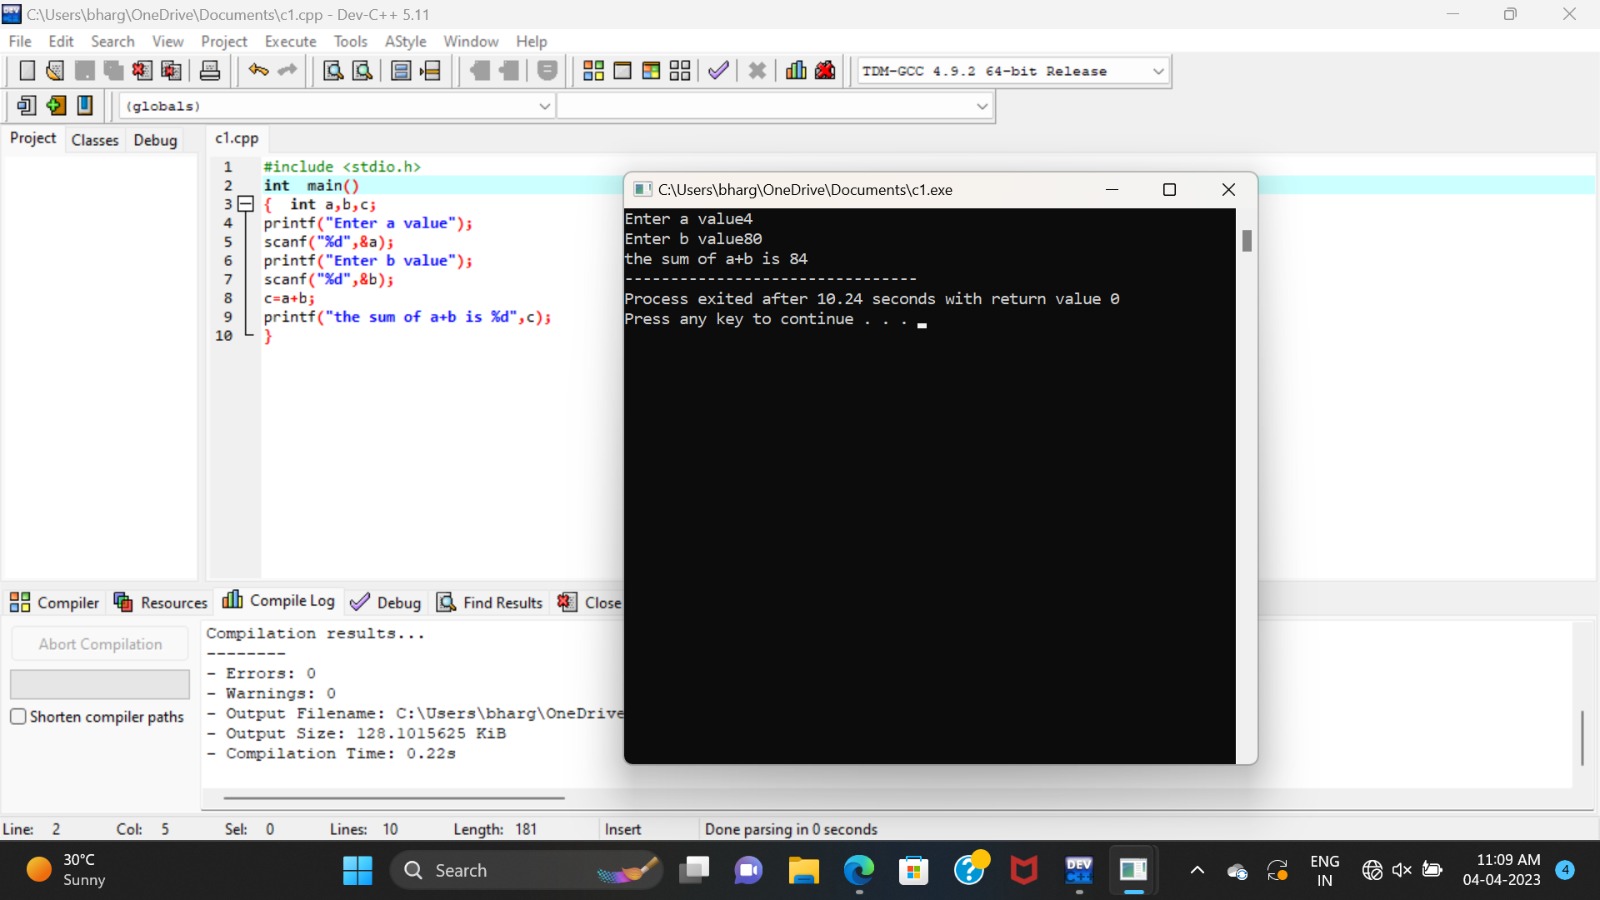 C:\Users\bharg\OneDrive\Documents\c1.cpp - Dev-C++ 5.11
File Edit Search View Project Execute Tools AStyle Window Help
TDM-GCC 4.9.2 64-bit Release
(globals)
Project Classes Debug
c1.cpp
1 #include <stdio.h>
2 int main()
3 { int a,b,c;
4 printf("Enter a value");
5 scanf("%d",&a);
6 printf("Enter b value");
7 scanf("%d",&b);
8 c=a+b;
9 printf("the sum of a+b is %d",c);
10 }
C:\Users\bharg\OneDrive\Documents\c1.exe
Enter a value4
Enter b value80
the sum of a+b is 84
--------------------------------
Process exited after 10.24 seconds with return value 0
Press any key to continue . . .
Compiler Resources Compile Log Debug Find Results Close
Abort Compilation
Shorten compiler paths
Compilation results...
--------
- Errors: 0
- Warnings: 0
- Output Filename: C:\Users\bharg\OneDrive
- Output Size: 128.1015625 KiB
- Compilation Time: 0.22s
Line: 2 Col: 5 Sel: 0 Lines: 10 Length: 181 Insert Done parsing in 0 seconds
30°C
Sunny
Search
DEV
C++
ENG
IN
11:09 AM
04-04-2023
4